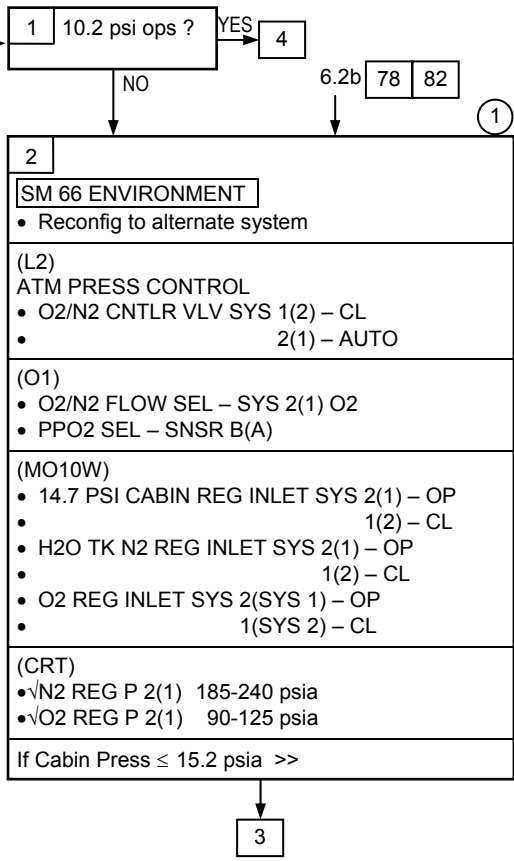 1 10.2 psi ops ? YES 4
NO
6.2b 78 82
1
2
SM 66 ENVIRONMENT
• Reconfig to alternate system
(L2)
ATM PRESS CONTROL
• O2/N2 CNTLR VLV SYS 1(2) – CL
• 2(1) – AUTO
(O1)
• O2/N2 FLOW SEL – SYS 2(1) O2
• PPO2 SEL – SNSR B(A)
(MO10W)
• 14.7 PSI CABIN REG INLET SYS 2(1) – OP
• 1(2) – CL
• H2O TK N2 REG INLET SYS 2(1) – OP
• 1(2) – CL
• O2 REG INLET SYS 2(SYS 1) – OP
• 1(SYS 2) – CL
(CRT)
•√N2 REG P 2(1) 185-240 psia
•√O2 REG P 2(1) 90-125 psia
If Cabin Press ≤ 15.2 psia >>
3